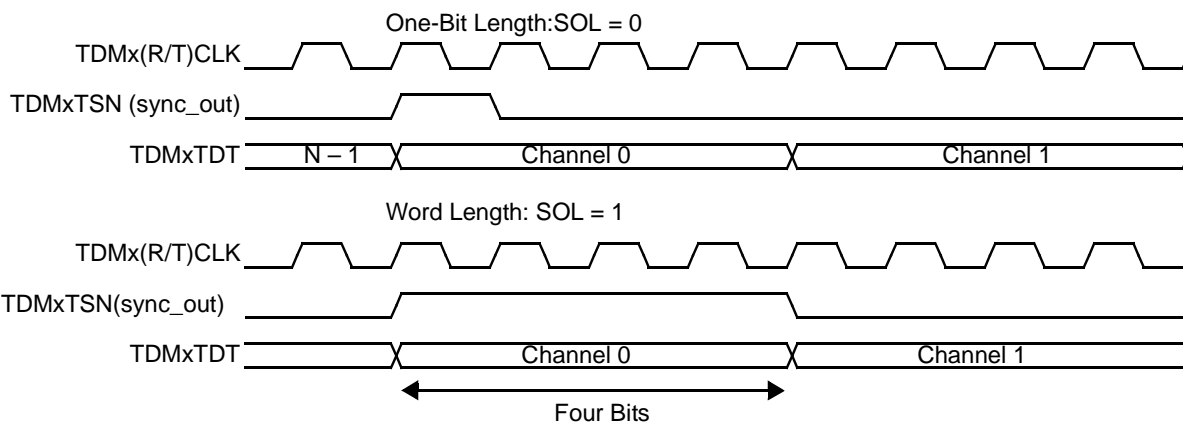 One-Bit Length:SOL = 0
TDMx(R/T)CLK
TDMxTSN (sync_out)
TDMxTDT N – 1 Channel 0 Channel 1
Word Length: SOL = 1
TDMx(R/T)CLK
TDMxTSN(sync_out)
TDMxTDT Channel 0 Channel 1
Four Bits